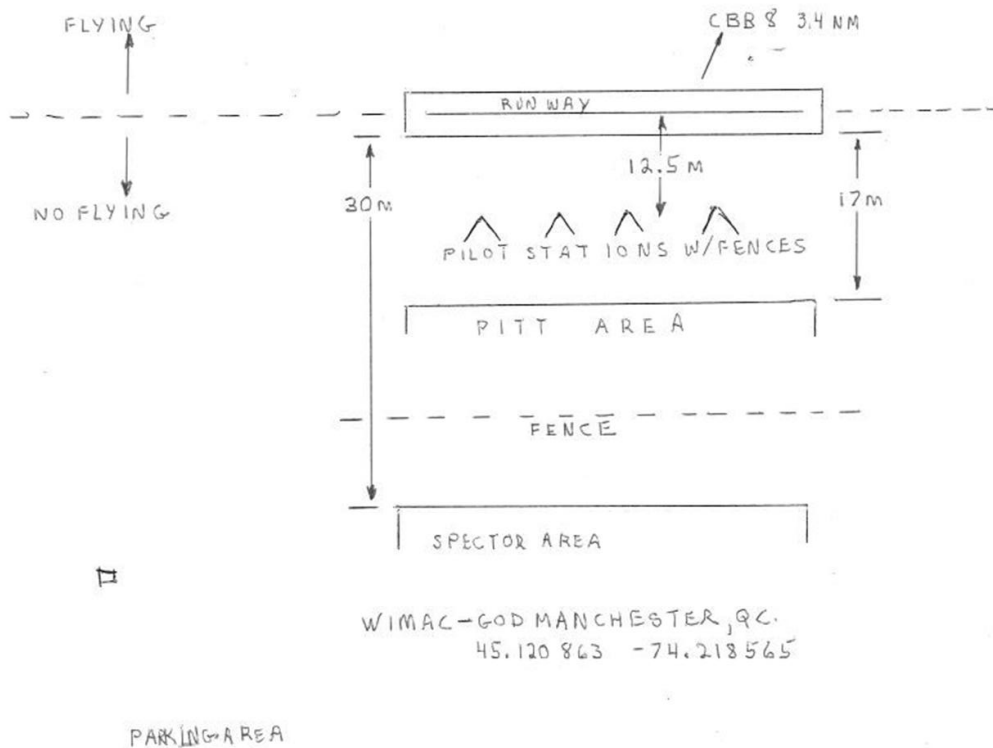 FLYING
CBB8 3.4 NM
RUNWAY
12.5 m
30m
17m
NO FLYING
PILOT STATIONS W/FENCES
PITT AREA
FENCE
SPECTOR AREA
WIMAC-GODMANCHESTER, QC.
45.120863 -74.218565
PARKING AREA